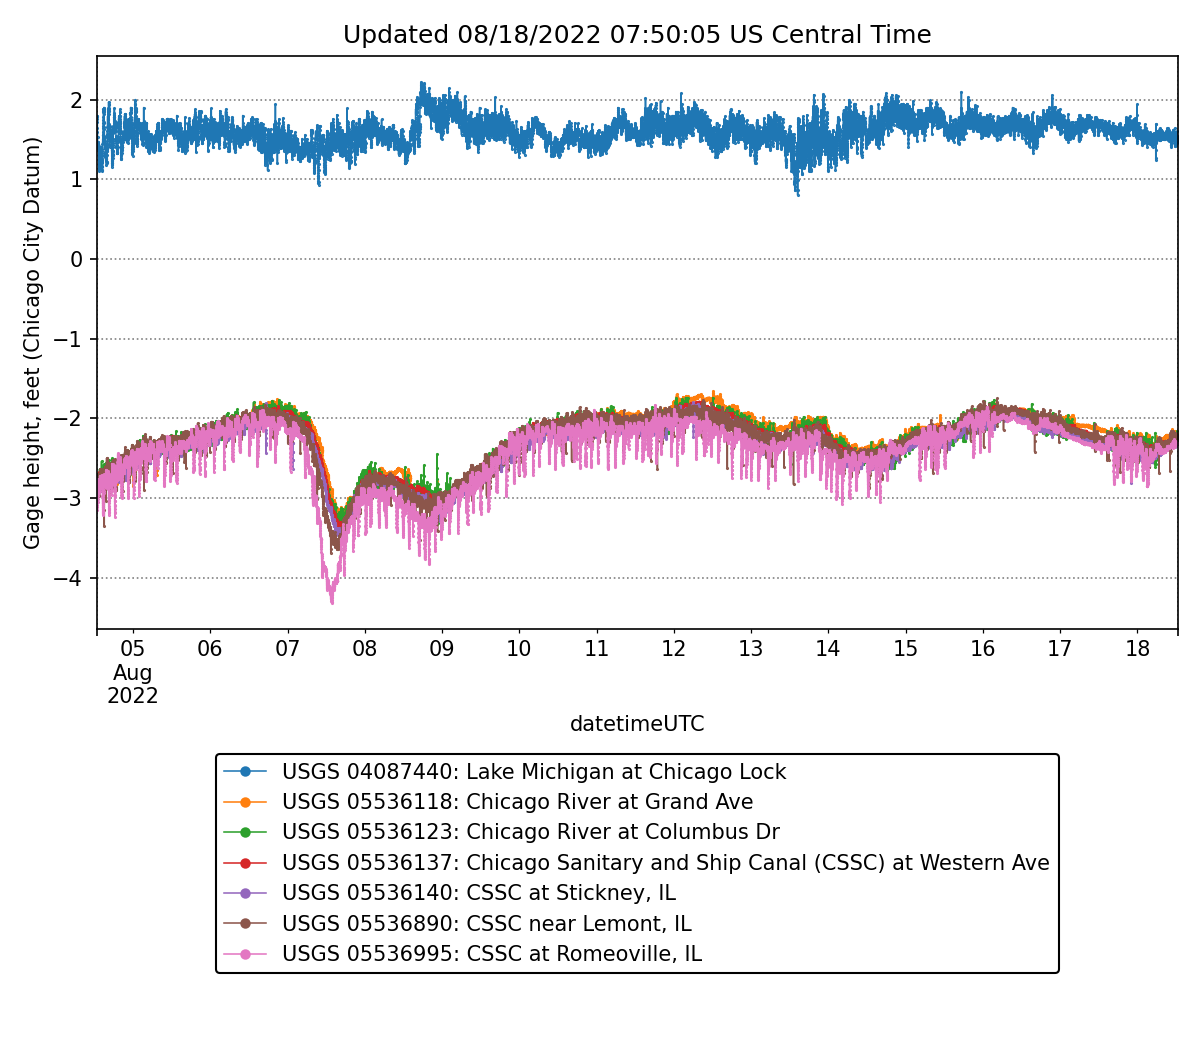 Updated 08/18/2022 07:50:05 US Central Time
Gage height, feet (Chicago City Datum)
2
1
0
−1
−2
−3
−4
05 06 07 08 09 10 11 12 13 14 15 16 17 18
Aug
2022
datetimeUTC
USGS 04087440: Lake Michigan at Chicago Lock
USGS 05536118: Chicago River at Grand Ave
USGS 05536123: Chicago River at Columbus Dr
USGS 05536137: Chicago Sanitary and Ship Canal (CSSC) at Western Ave
USGS 05536140: CSSC at Stickney, IL
USGS 05536890: CSSC near Lemont, IL
USGS 05536995: CSSC at Romeoville, IL